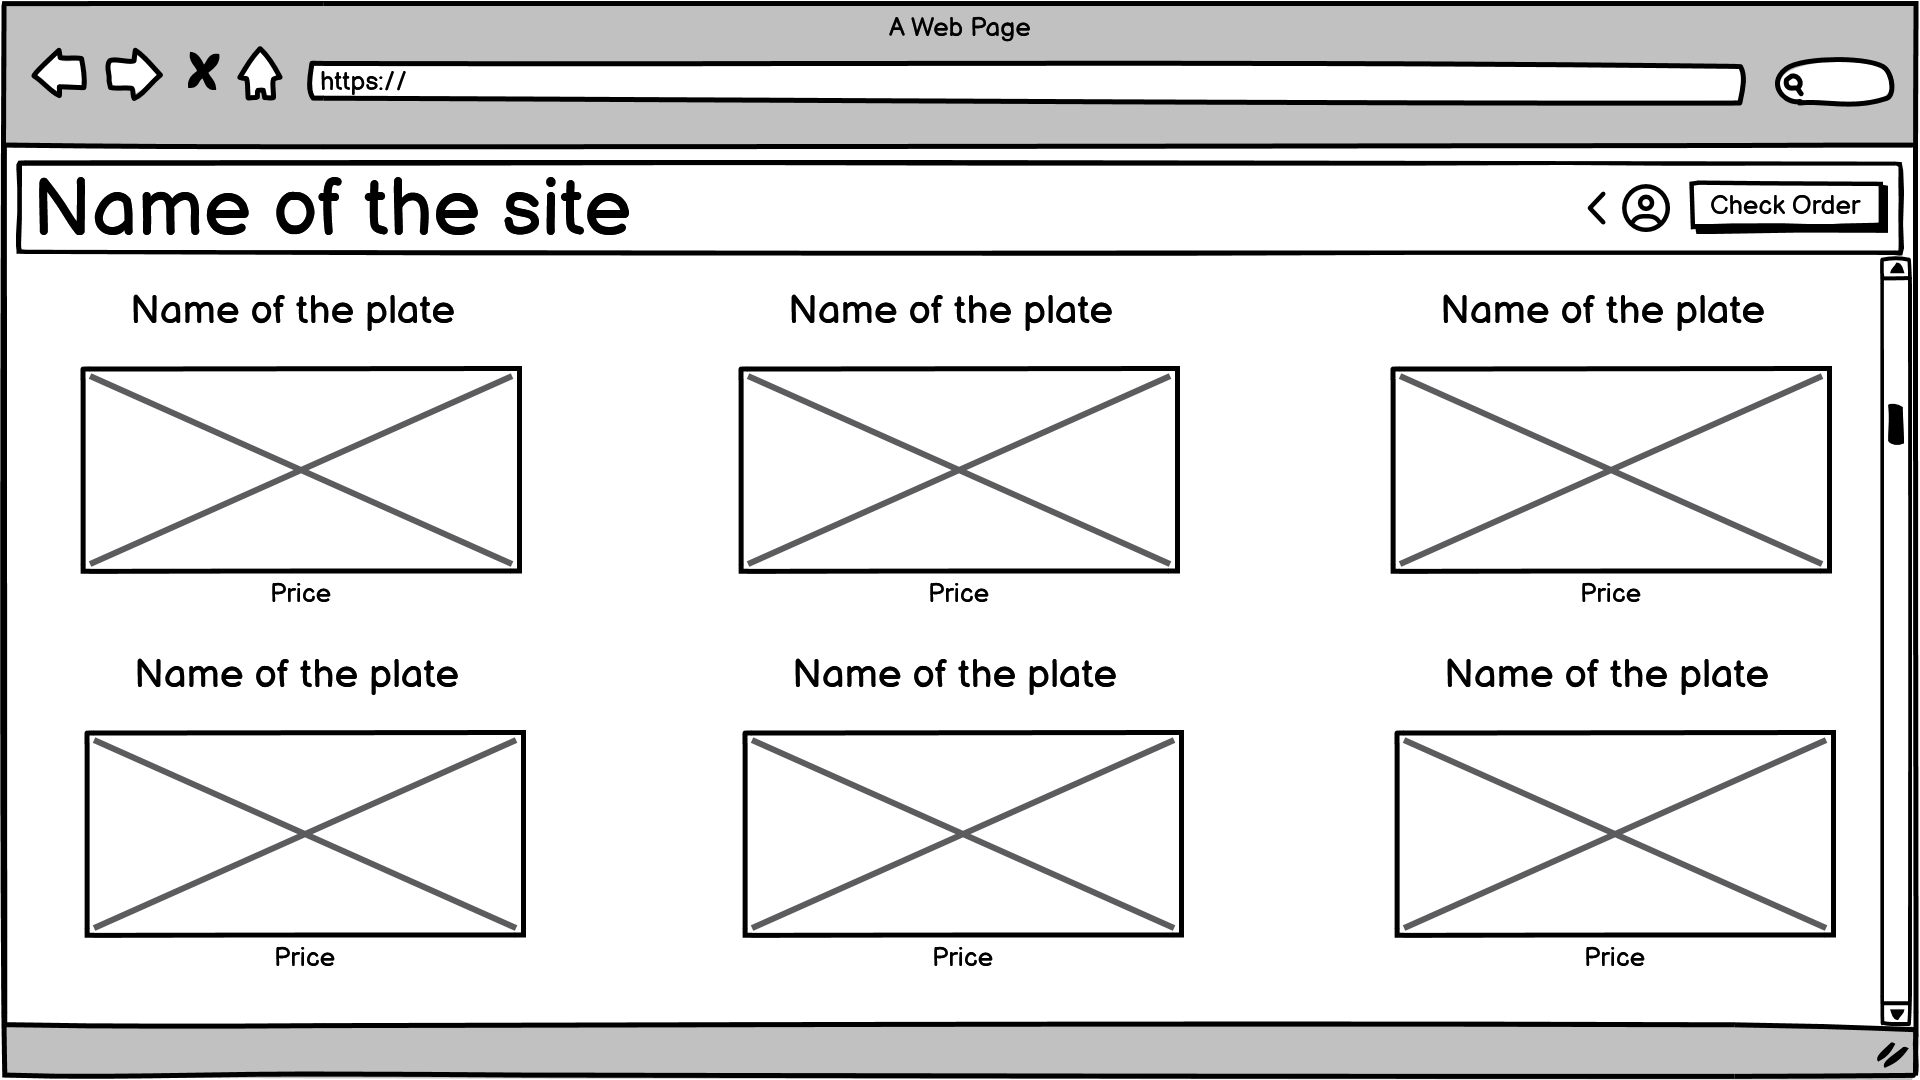 A Web Page
https://
Name of the site
Check Order
Name of the plate
Name of the plate
Name of the plate
Price
Price
Price
Name of the plate
Name of the plate
Name of the plate
Price
Price
Price